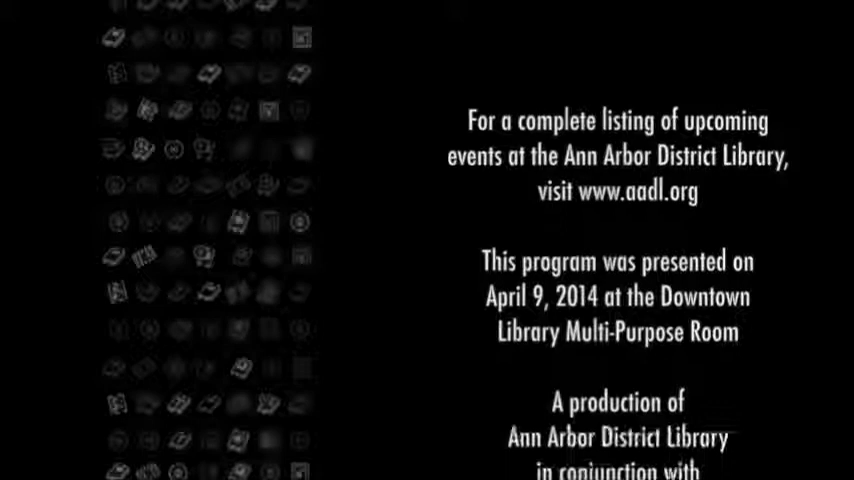 For a complete listing of upcoming
events at the Ann Arbor District Library,
visit www.aadl.org
This program was presented on
April 9, 2014 at the Downtown
Library Multi-Purpose Room
A production of
Ann Arbor District Library
in conjunction with